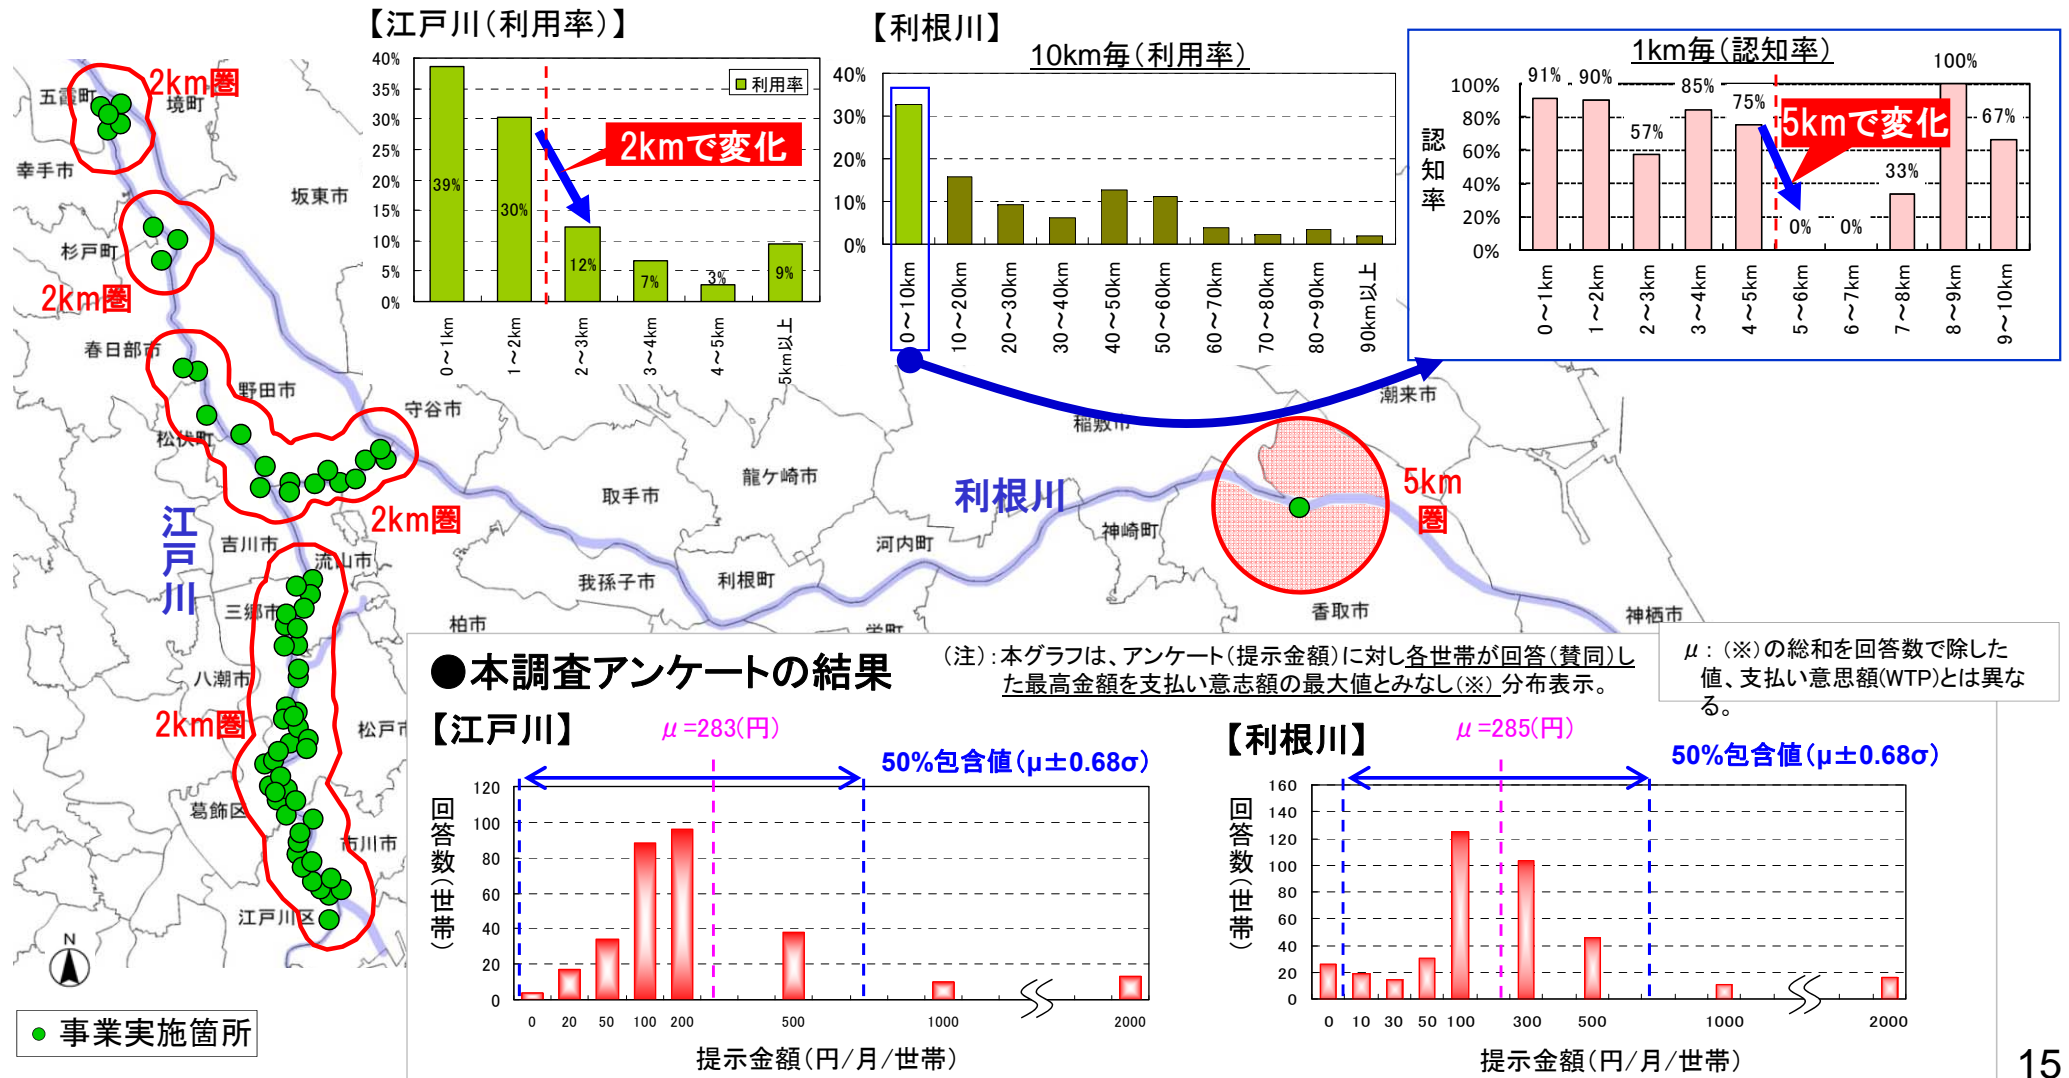 【江戸川（利用率）】
40%
35%
30%
25%
20%
15%
10%
5%
0%
利用率
39%
30%
12%
7%
3%
9%
2kmで変化
0～1km
1～2km
2～3km
3～4km
4～5km
5km以上
【利根川】
10km毎（利用率）
40%
30%
20%
10%
0%
0～10km
10～20km
20～30km
30～40km
40～50km
50～60km
60～70km
70～80km
80～90km
90km以上
1km毎（認知率）
認知率
100%
80%
60%
40%
20%
0%
91%
90%
57%
85%
75%
0%
0%
33%
100%
67%
5kmで変化
0～1km
1～2km
2～3km
3～4km
4～5km
5～6km
6～7km
7～8km
8～9km
9～10km
2km圏
五霞町
境町
幸手市
坂東市
杉戸町
2km圏
春日部市
野田市
守谷市
松伏町
2km圏
江戸川
吉川市
流山市
三郷市
八潮市
2km圏
松戸市
葛飾区
市川市
江戸川区
取手市
龍ケ崎市
利根川
稲敷市
潮来市
5km
圏
河内町
神崎町
我孫子市
利根町
柏市
栄町
香取市
神栖市
N
事業実施箇所
●本調査アンケートの結果
（注）：本グラフは、アンケート（提示金額）に対し各世帯が回答（賛同）し
た最高金額を支払い意志額の最大値とみなし（※）分布表示。
μ：（※）の総和を回答数で除した
値、支払い意思額(WTP)とは異な
る。
【江戸川】
μ=283(円)
50%包含値（μ±0.68σ）
回答数（世帯）
120
100
80
60
40
20
0
0 20 50 100 200 500 1000 2000
提示金額（円/月/世帯）
【利根川】
μ=285(円)
50%包含値（μ±0.68σ）
回答数（世帯）
160
140
120
100
80
60
40
20
0
0 10 30 50 100 300 500 1000 2000
提示金額（円/月/世帯）
15